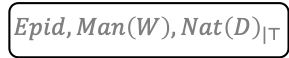 Epid, Man(W), Nat(D)|T